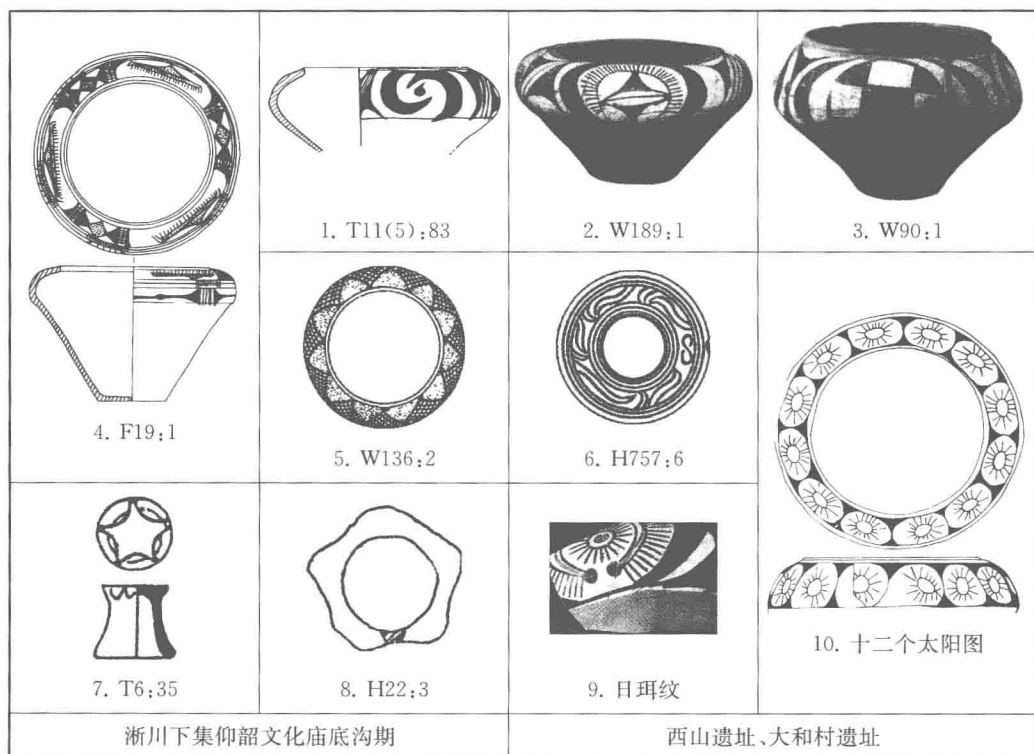 1. T11(5):83
2. W189:1
3. W90:1
4. F19:1
5. W136:2
6. H757:6
7. T6:35
8. H22:3
9. 日珥纹
10. 十二个太阳图
淅川下集仰韶文化庙底沟期
西山遗址、大和村遗址